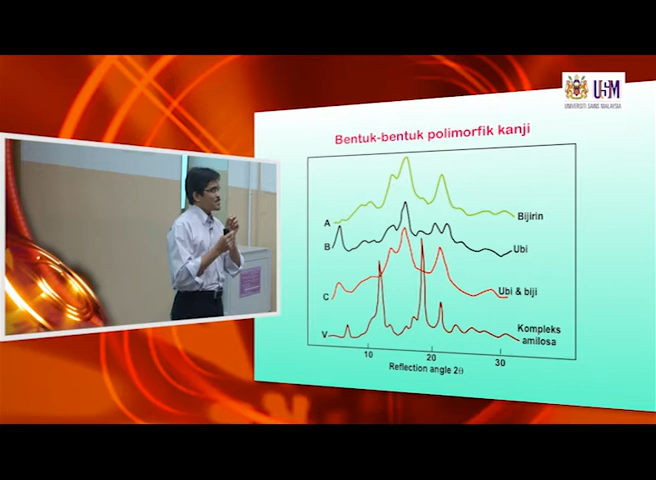 USM
UNIVERSITI SAINS MALAYSIA
Bentuk-bentuk polimorfik kanji
A
Bijirin
B
Ubi
C
Ubi & biji
V
Kompleks
amilosa
10
20
30
Reflection angle 2θ